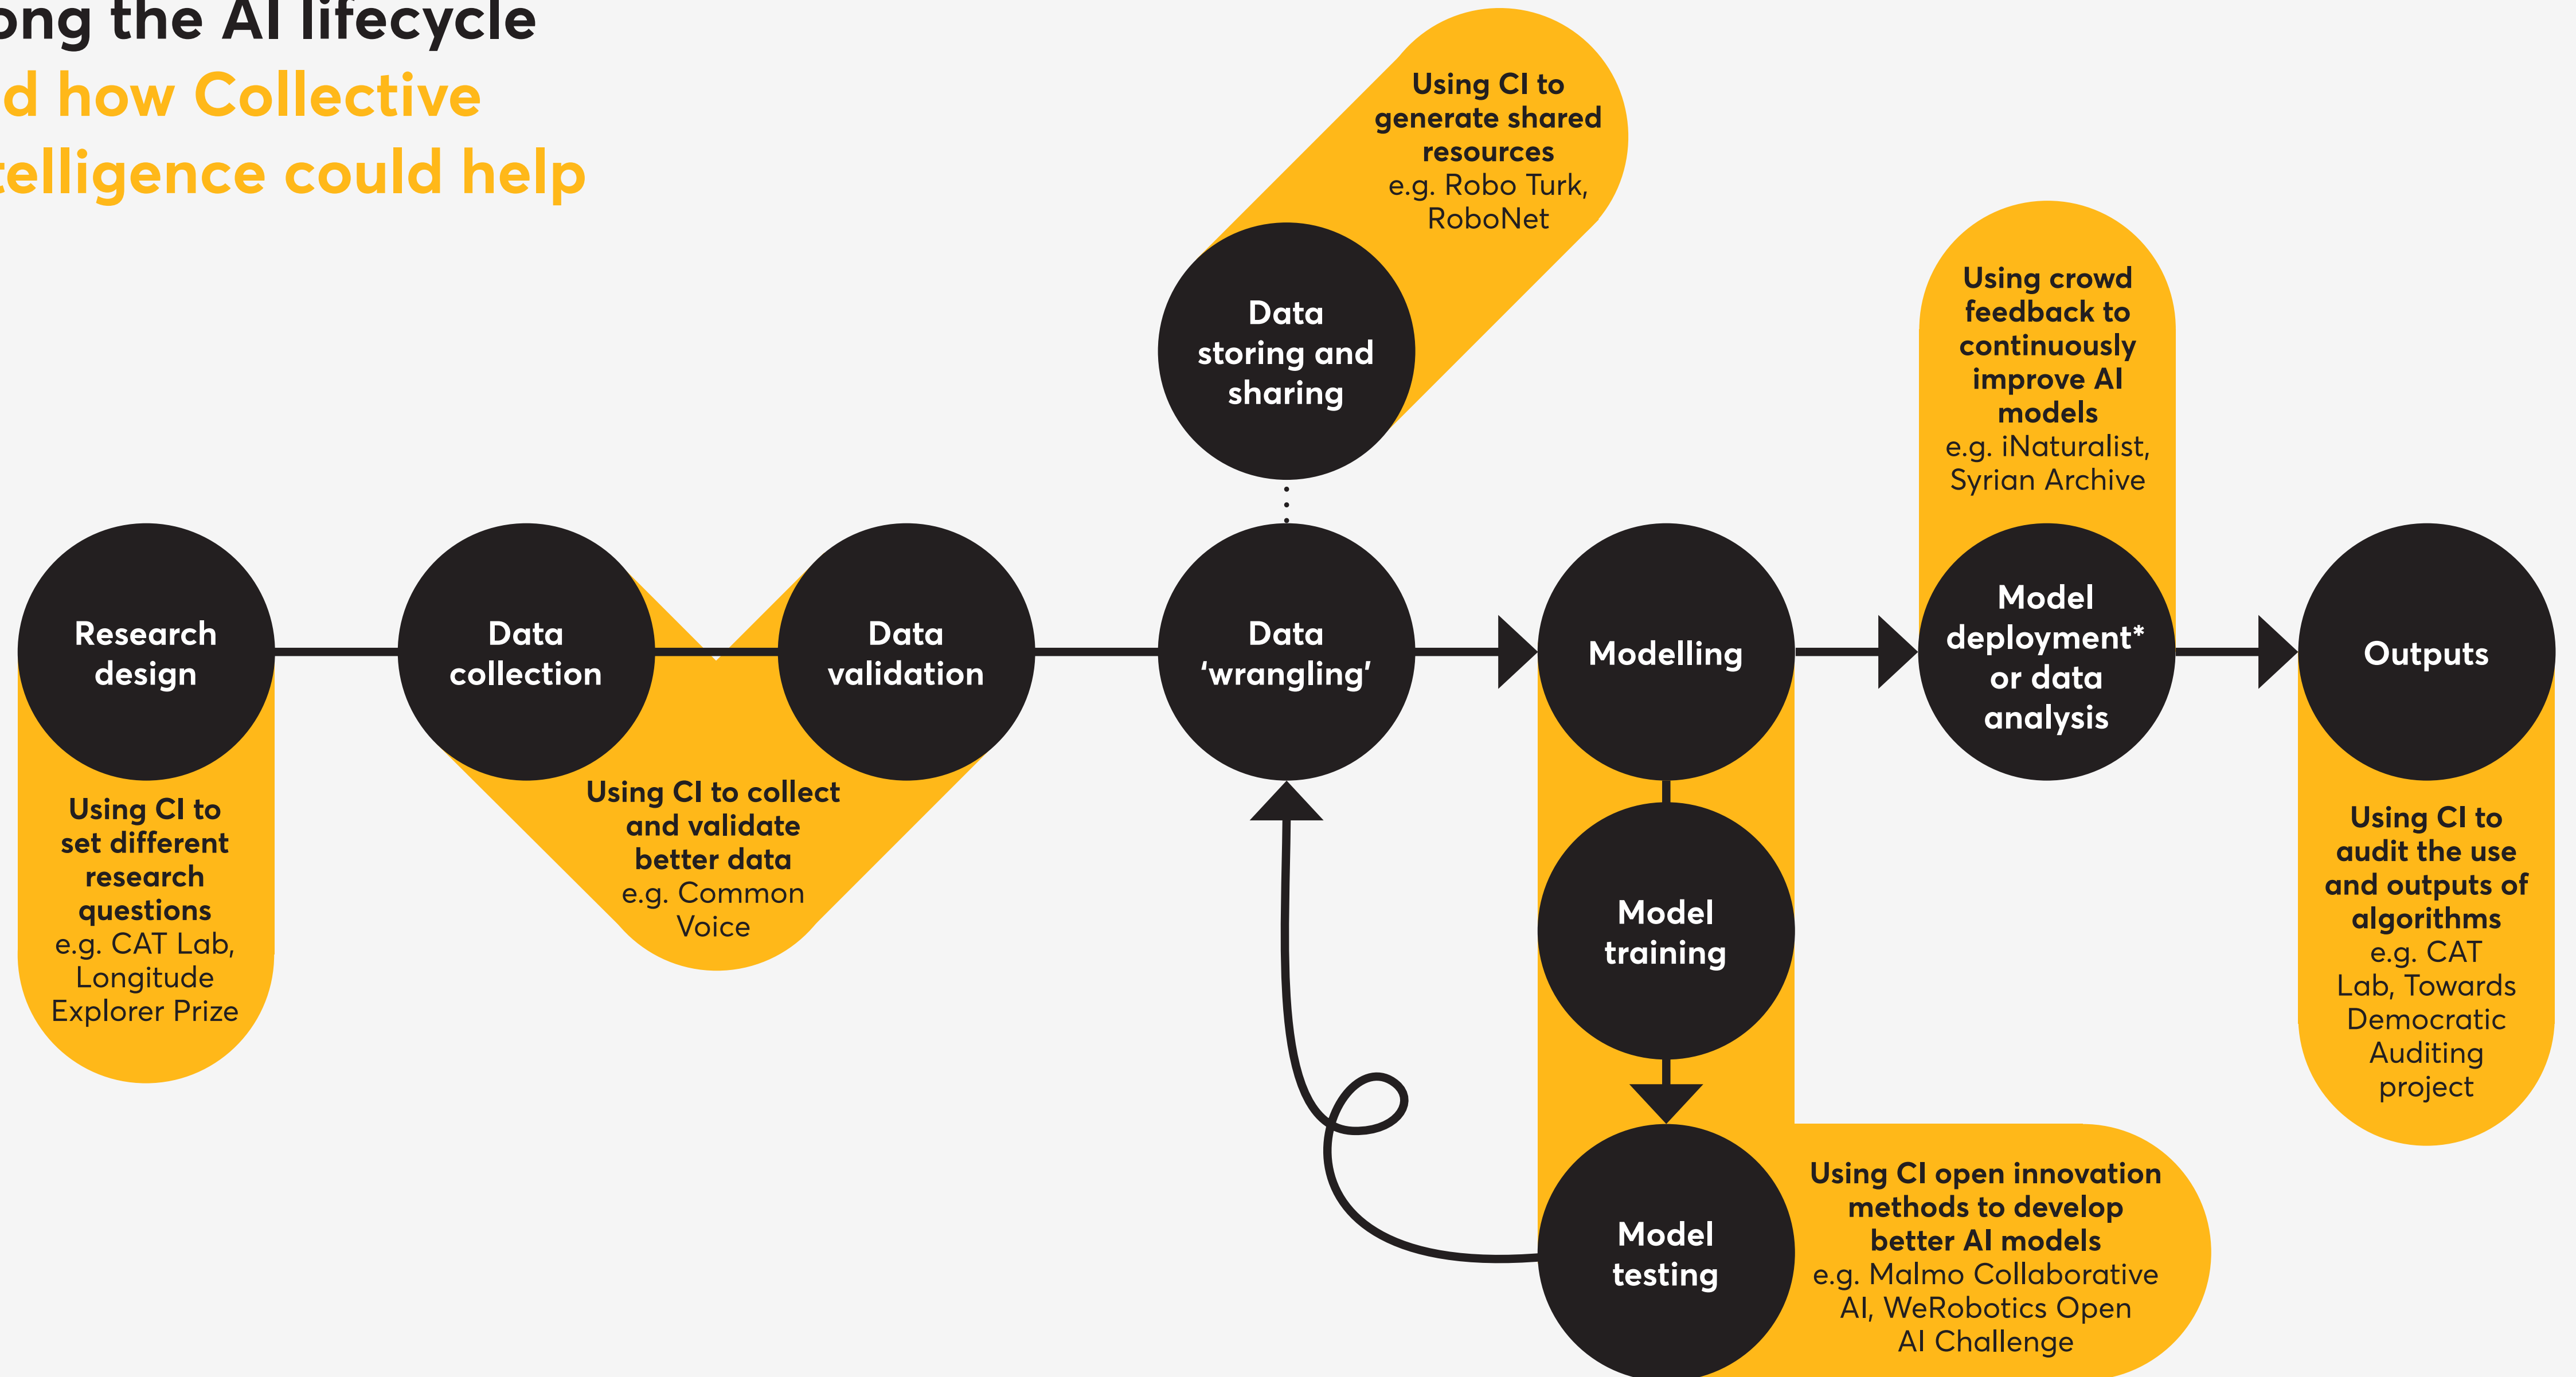 ong the AI lifecycle
d how Collective
telligence could help
Using CI to
generate shared
resources
e.g. Robo Turk,
RoboNet
Data
storing and
sharing
Using crowd
feedback to
continuously
improve AI
models
e.g. iNaturalist,
Syrian Archive
Research
design
Data
collection
Data
validation
Data
‘wrangling’
Modelling
Model
deployment*
or data
analysis
Outputs
Using CI to
set different
research
questions
e.g. CAT Lab,
Longitude
Explorer Prize
Using CI to collect
and validate
better data
e.g. Common
Voice
Model
training
Model
testing
Using CI open innovation
methods to develop
better AI models
e.g. Malmo Collaborative
AI, WeRobotics Open
AI Challenge
Using CI to
audit the use
and outputs of
algorithms
e.g. CAT
Lab, Towards
Democratic
Auditing
project